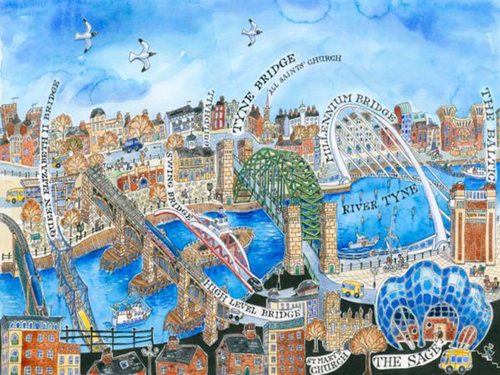 QUEEN ELIZABETH II BRIDGE
SWING BRIDGE
TYNE BRIDGE
ALL SAINTS' CHURCH
MILLENNIUM BRIDGE
THE BALTIC
RIVER TYNE
HIGH LEVEL BRIDGE
ST MARY'S
CHURCH
THE SAGE